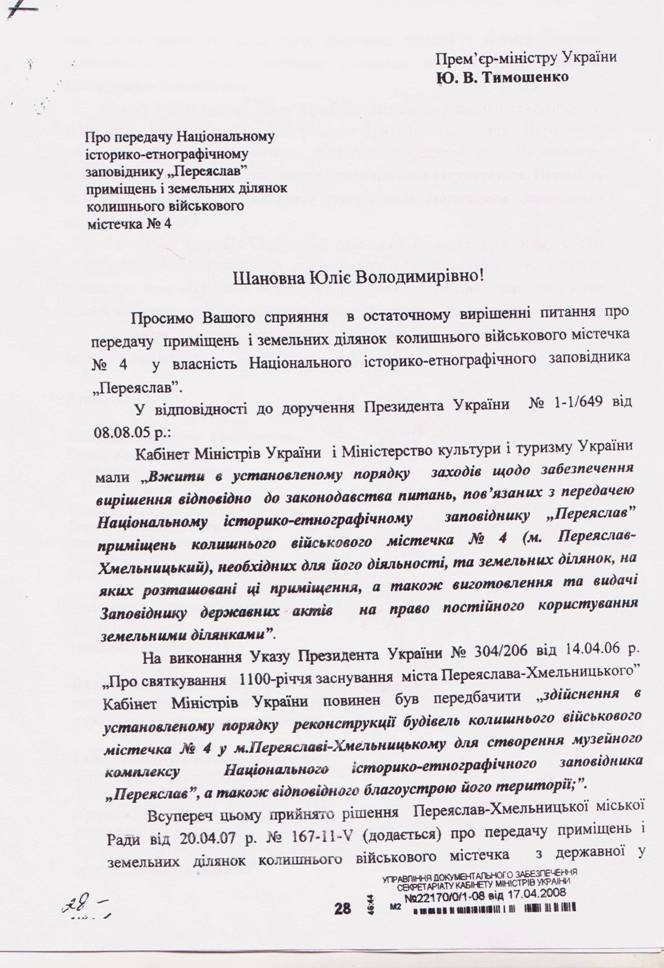 Прем’єр-міністру України
Ю. В. Тимошенко
Про передачу Національному
історико-етнографічному
заповіднику „Переяслав”
приміщень і земельних ділянок
колишнього військового
містечка № 4
Шановна Юліє Володимирівно!
Просимо Вашого сприяння в остаточному вирішенні питання про
передачу приміщень і земельних ділянок колишнього військового містечка
№ 4 у власність Національного історико-етнографічного заповідника
„Переяслав”.
У відповідності до доручення Президента України № 1-1/649 від
08.08.05 р.:
Кабінет Міністрів України і Міністерство культури і туризму України
мали „Вжити в установленому порядку заходів щодо забезпечення
вирішення відповідно до законодавства питань, пов’язаних з передачею
Національному історико-етнографічному заповіднику „Переяслав”
приміщень колишнього військового містечка № 4 (м. Переяслав-
Хмельницький), необхідних для його діяльності, та земельних ділянок, на
яких розташовані ці приміщення, а також виготовлення та видачі
Заповіднику державних актів на право постійного користування
земельними ділянками”.
На виконання Указу Президента України № 304/206 від 14.04.06 р.
„Про святкування 1100-річчя заснування міста Переяслава-Хмельницького”
Кабінет Міністрів України повинен був передбачити „здійснення в
установленому порядку реконструкції будівель колишнього військового
містечка № 4 у м.Переяславі-Хмельницькому для створення музейного
комплексу Національного історико-етнографічного заповідника
„Переяслав”, а також відповідного благоустрою його території;”.
Всупереч цьому прийнято рішення Переяслав-Хмельницької міської
Ради від 20.04.07 р. № 167-11-V (додається) про передачу приміщень і
земельних ділянок колишнього військового містечка з державної у
УПРАВЛІННЯ ДОКУМЕНТАЛЬНОГО ЗАБЕЗПЕЧЕННЯ
СЕКРЕТАРІАТУ КАБІНЕТУ МІНІСТРІВ УКРАЇНИ
№22170/0/1-08 від 17.04.2008
М2
46:44
28